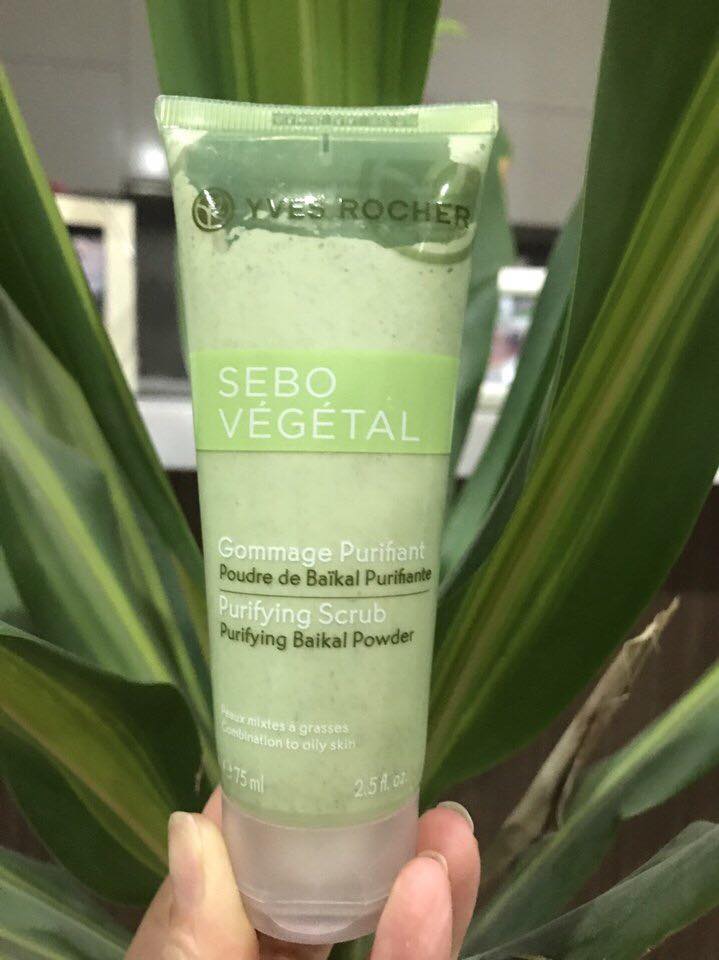 YVES ROCHER
SEBO
VÉGÉTAL
Gommage Purifiant
Poudre de Baïkal Purifiante
Purifying Scrub
Purifying Baikal Powder
Peaux mixtes à grasses
Combination to oily skin
75 ml
2.5 fl. oz.